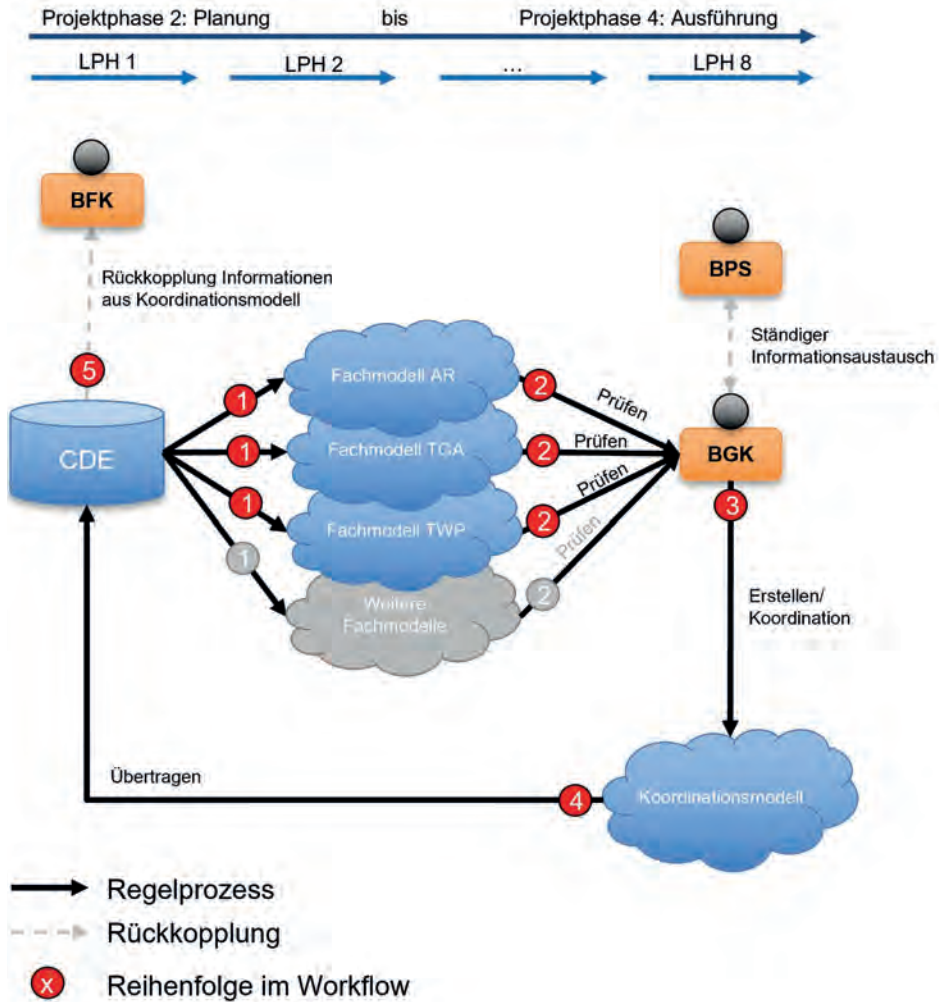 Projektphase 2: Planung bis Projektphase 4: Ausführung
LPH 1 LPH 2 ... LPH 8
BFK
BPS
Rückkopplung Informationen
aus Koordinationsmodell
Ständiger
Informationsaustausch
5
CDE
1
1
1
1
Fachmodell AR
Fachmodell TGA
Fachmodell TWP
Weitere
Fachmodelle
2
2
2
2
Prüfen
Prüfen
Prüfen
Prüfen
BGK
3
Erstellen/
Koordination
Koordinationsmodell
4
Übertragen
Regelprozess
Rückkopplung
x Reihenfolge im Workflow